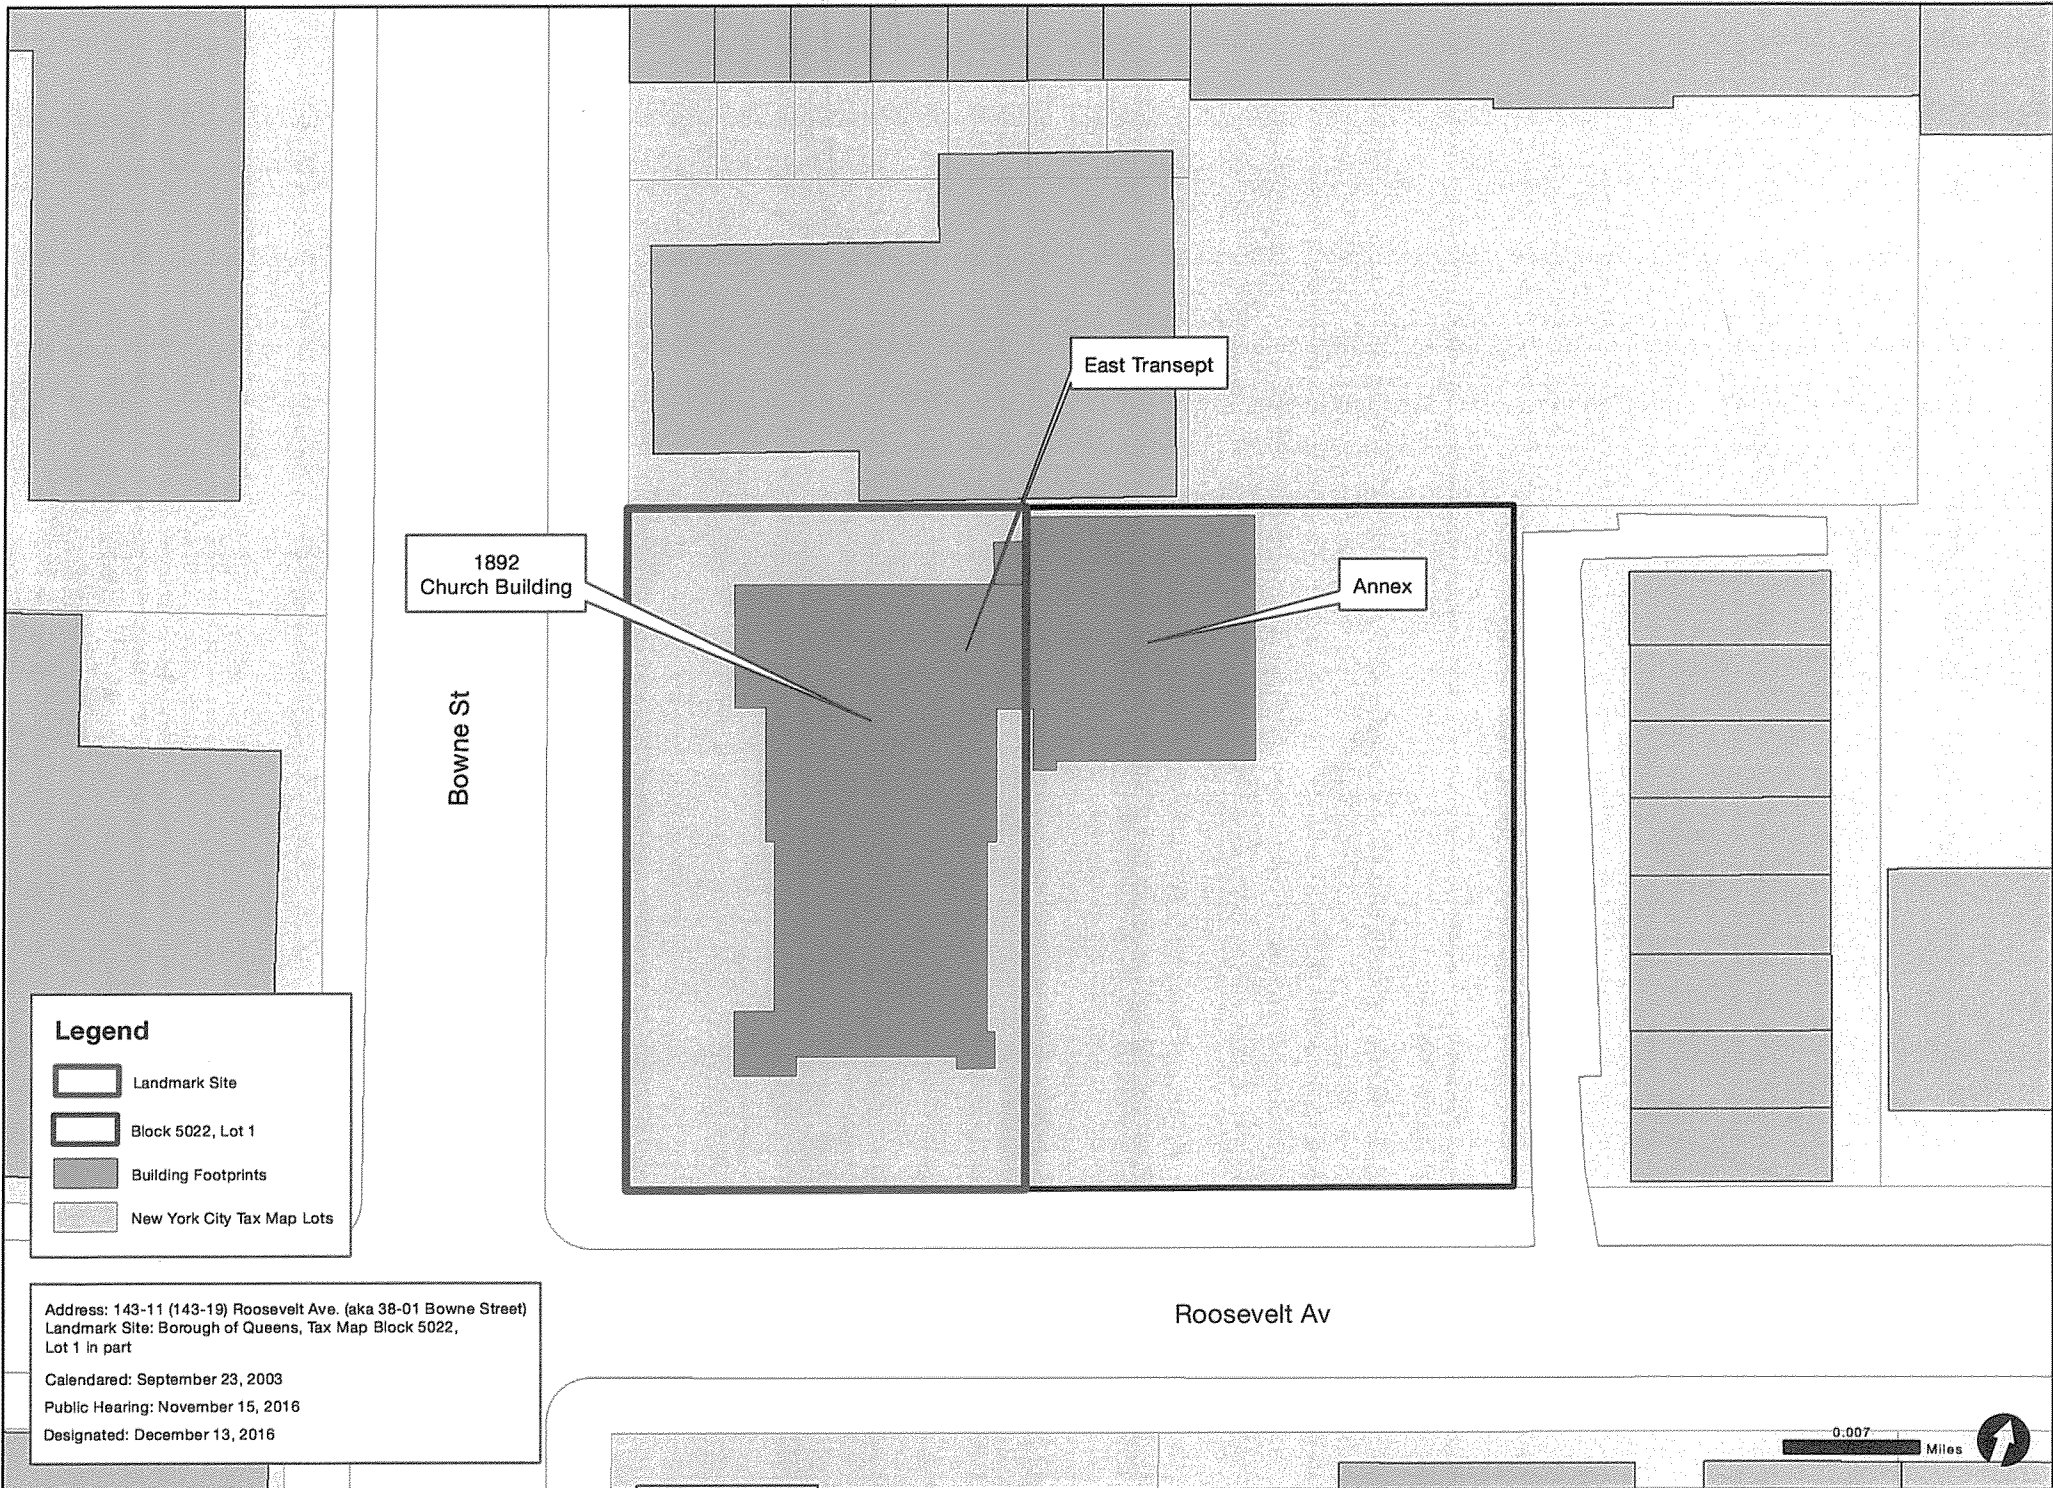 East Transept
1892
Church Building
Annex
Bowne St
Legend
Landmark Site
Block 5022, Lot 1
Building Footprints
New York City Tax Map Lots
Address: 143-11 (143-19) Roosevelt Ave. (aka 38-01 Bowne Street)
Landmark Site: Borough of Queens, Tax Map Block 5022,
Lot 1 in part
Calendared: September 23, 2003
Public Hearing: November 15, 2016
Designated: December 13, 2016
Roosevelt Av
0.007
Miles